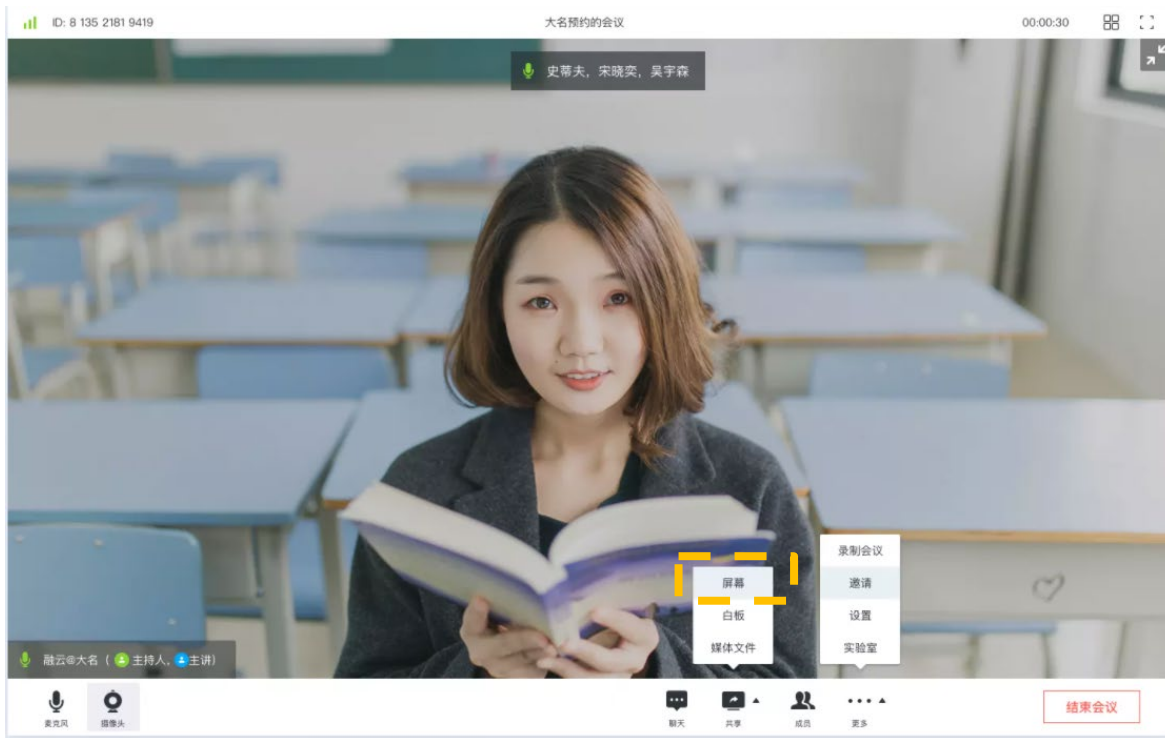 ID: 8 135 2181 9419
大名预约的会议
00:00:30
史蒂夫，宋晓奕，吴宇森
录制会议
邀请
设置
实验室
屏幕
白板
媒体文件
融云@大名（主持人，主讲）
麦克风
摄像头
聊天
共享
成员
更多
结束会议